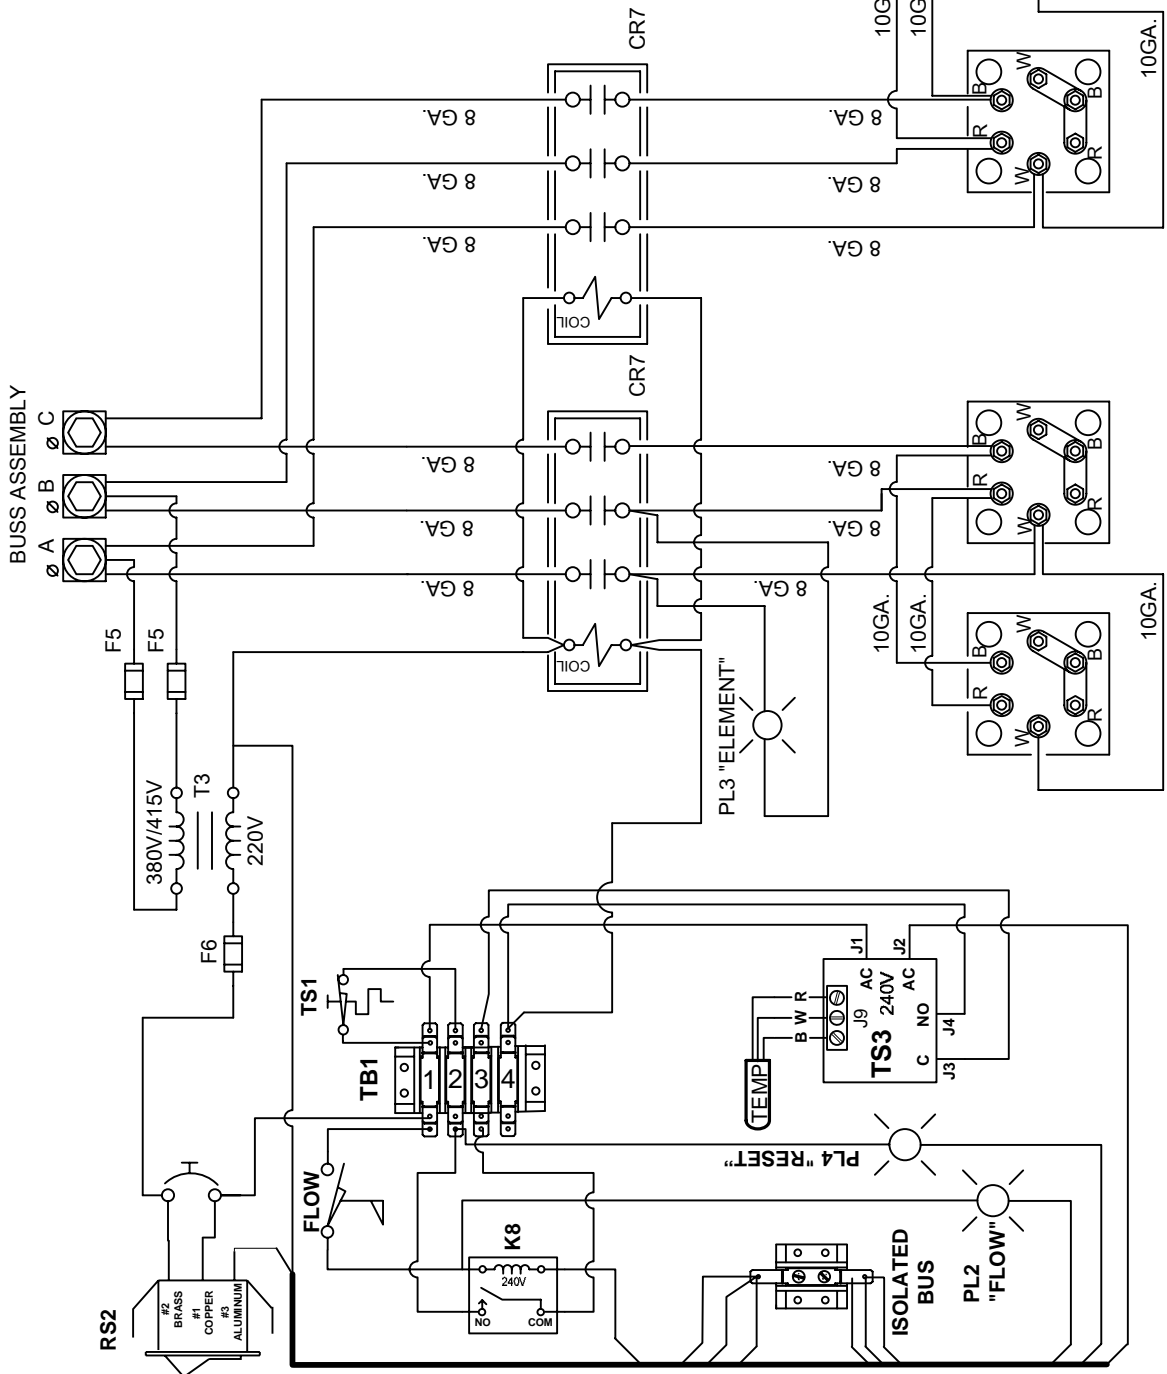 BUSS ASSEMBLY
ø A
ø B
ø C
F5
F5
380V/415V
T3
220V
F6
CR7
CR7
8 GA.
8 GA.
8 GA.
8 GA.
8 GA.
8 GA.
8 GA.
8 GA.
8 GA.
8 GA.
8 GA.
8 GA.
COIL
COIL
10G
10G
10GA.
W
B
R
W
B
R
W
B
R
W
B
R
10GA.
10GA.
10GA.
W
B
R
W
B
R
PL3 "ELEMENT"
TS1
TB1
1
2
3
4
FLOW
K8
240V
NO
COM
RS2
#2
BRASS
#1
COPPER
#3
ALUMINUM
TEMP
B W R
J9
TS3
240V
AC
J1
AC
J2
NO
J4
C
J3
PL4 "RESET"
PL2
"FLOW"
ISOLATED
BUS